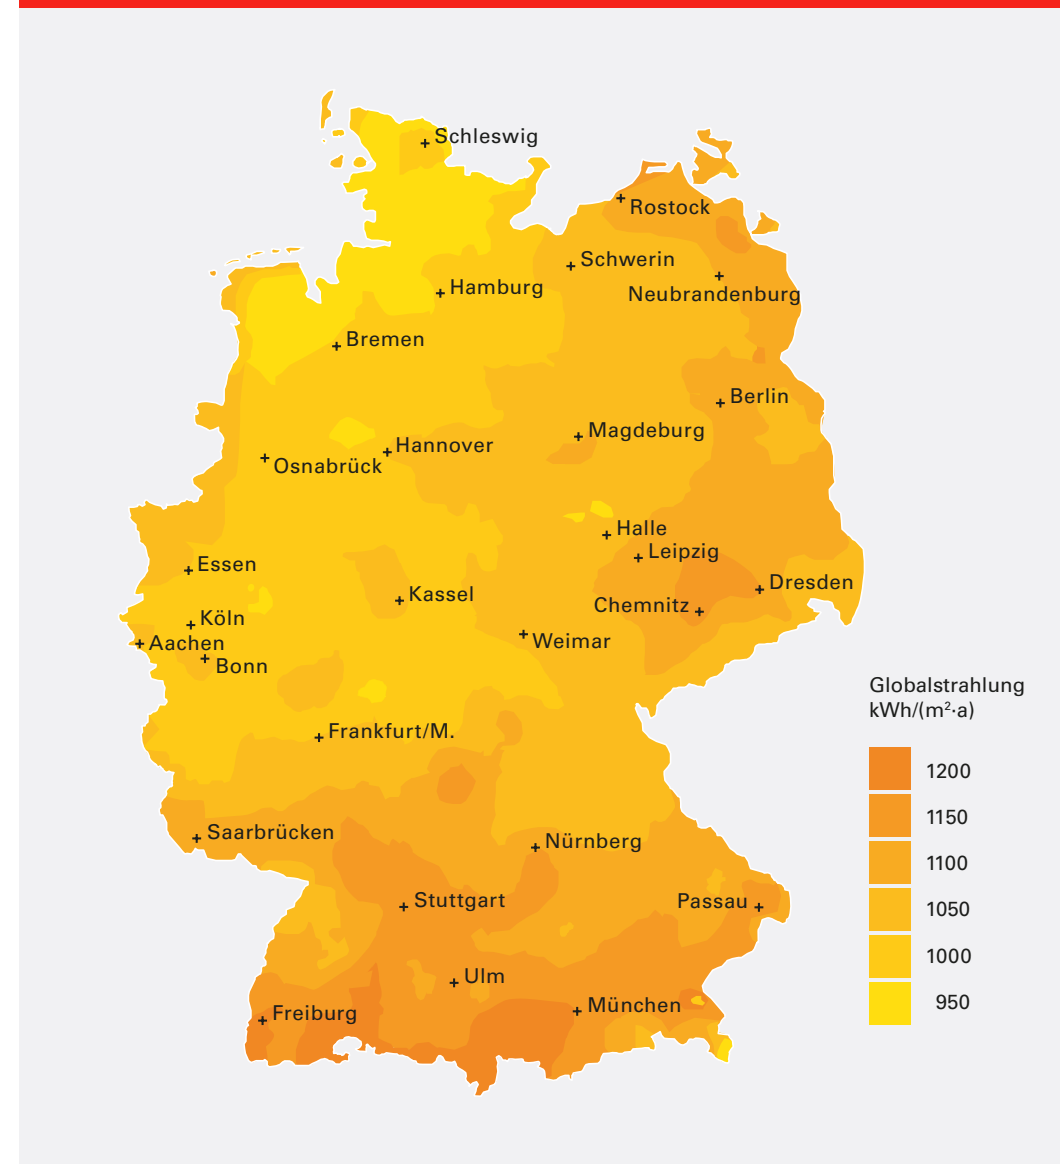 Schleswig
Rostock
Schwerin
Neubrandenburg
Hamburg
Bremen
Berlin
Magdeburg
Hannover
Osnabrück
Halle
Leipzig
Essen
Dresden
Kassel
Chemnitz
Köln
Aachen
Weimar
Bonn
Frankfurt/M.
Saarbrücken
Nürnberg
Stuttgart
Passau
Ulm
Freiburg
München
Globalstrahlung
kWh/(m²·a)
1200
1150
1100
1050
1000
950